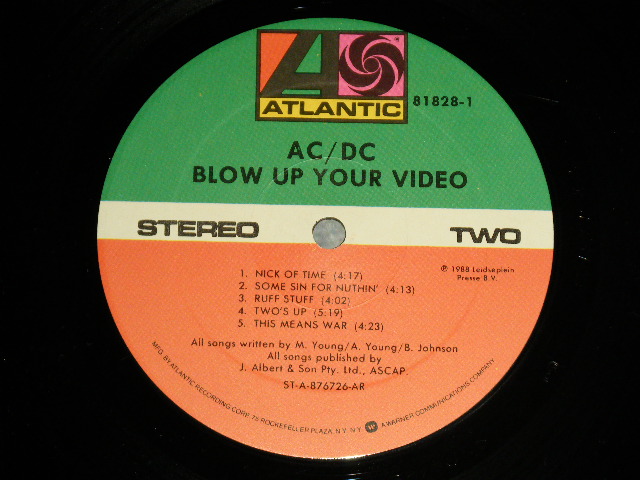 ATLANTIC
81828-1
AC/DC
BLOW UP YOUR VIDEO
STEREO
TWO
℗ 1988 Leidseplein
Presse B.V.
1. NICK OF TIME (4:17)
2. SOME SIN FOR NUTHIN' (4:13)
3. RUFF STUFF (4:02)
4. TWO'S UP (5:19)
5. THIS MEANS WAR (4:23)
All songs written by M. Young/A. Young/B. Johnson
All songs published by
J. Albert & Son Pty. Ltd., ASCAP.
ST-A-876726-AR
MFG. BY ATLANTIC RECORDING CORP. 75 ROCKEFELLER PLAZA, N.Y. N.Y. A WARNER COMMUNICATIONS COMPANY